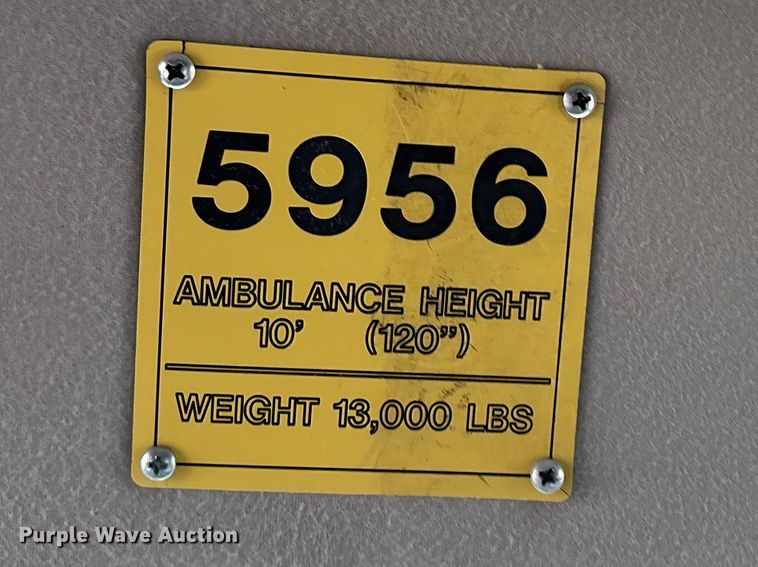 5956
AMBULANCE HEIGHT
10' (120")
WEIGHT 13,000 LBS
Purple Wave Auction